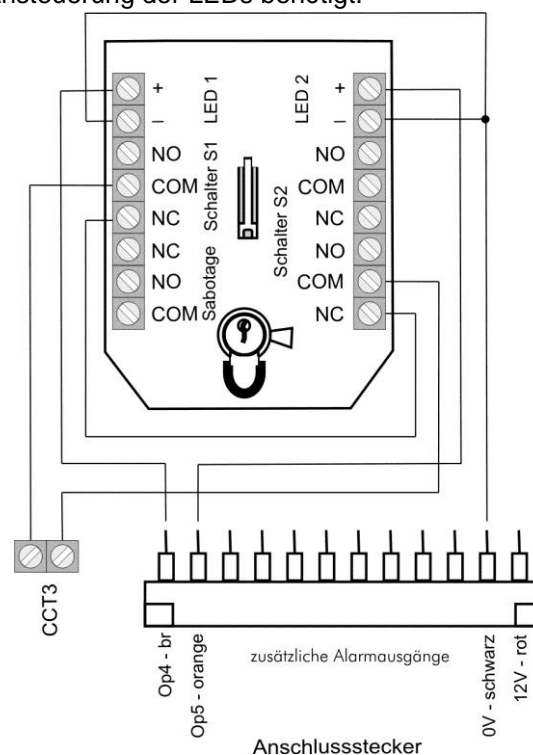 Ansteuerung der LEDs benötigt.
+
–
NO
COM
NC
NC
NO
COM
LED 1
Schalter S1
Sabotage
LED 2
Schalter S2
+
–
NO
COM
NC
NO
COM
NC
CCT3
Op4 - br
Op5 - orange
zusätzliche Alarmausgänge
0V - schwarz
12V - rot
Anschlussstecker